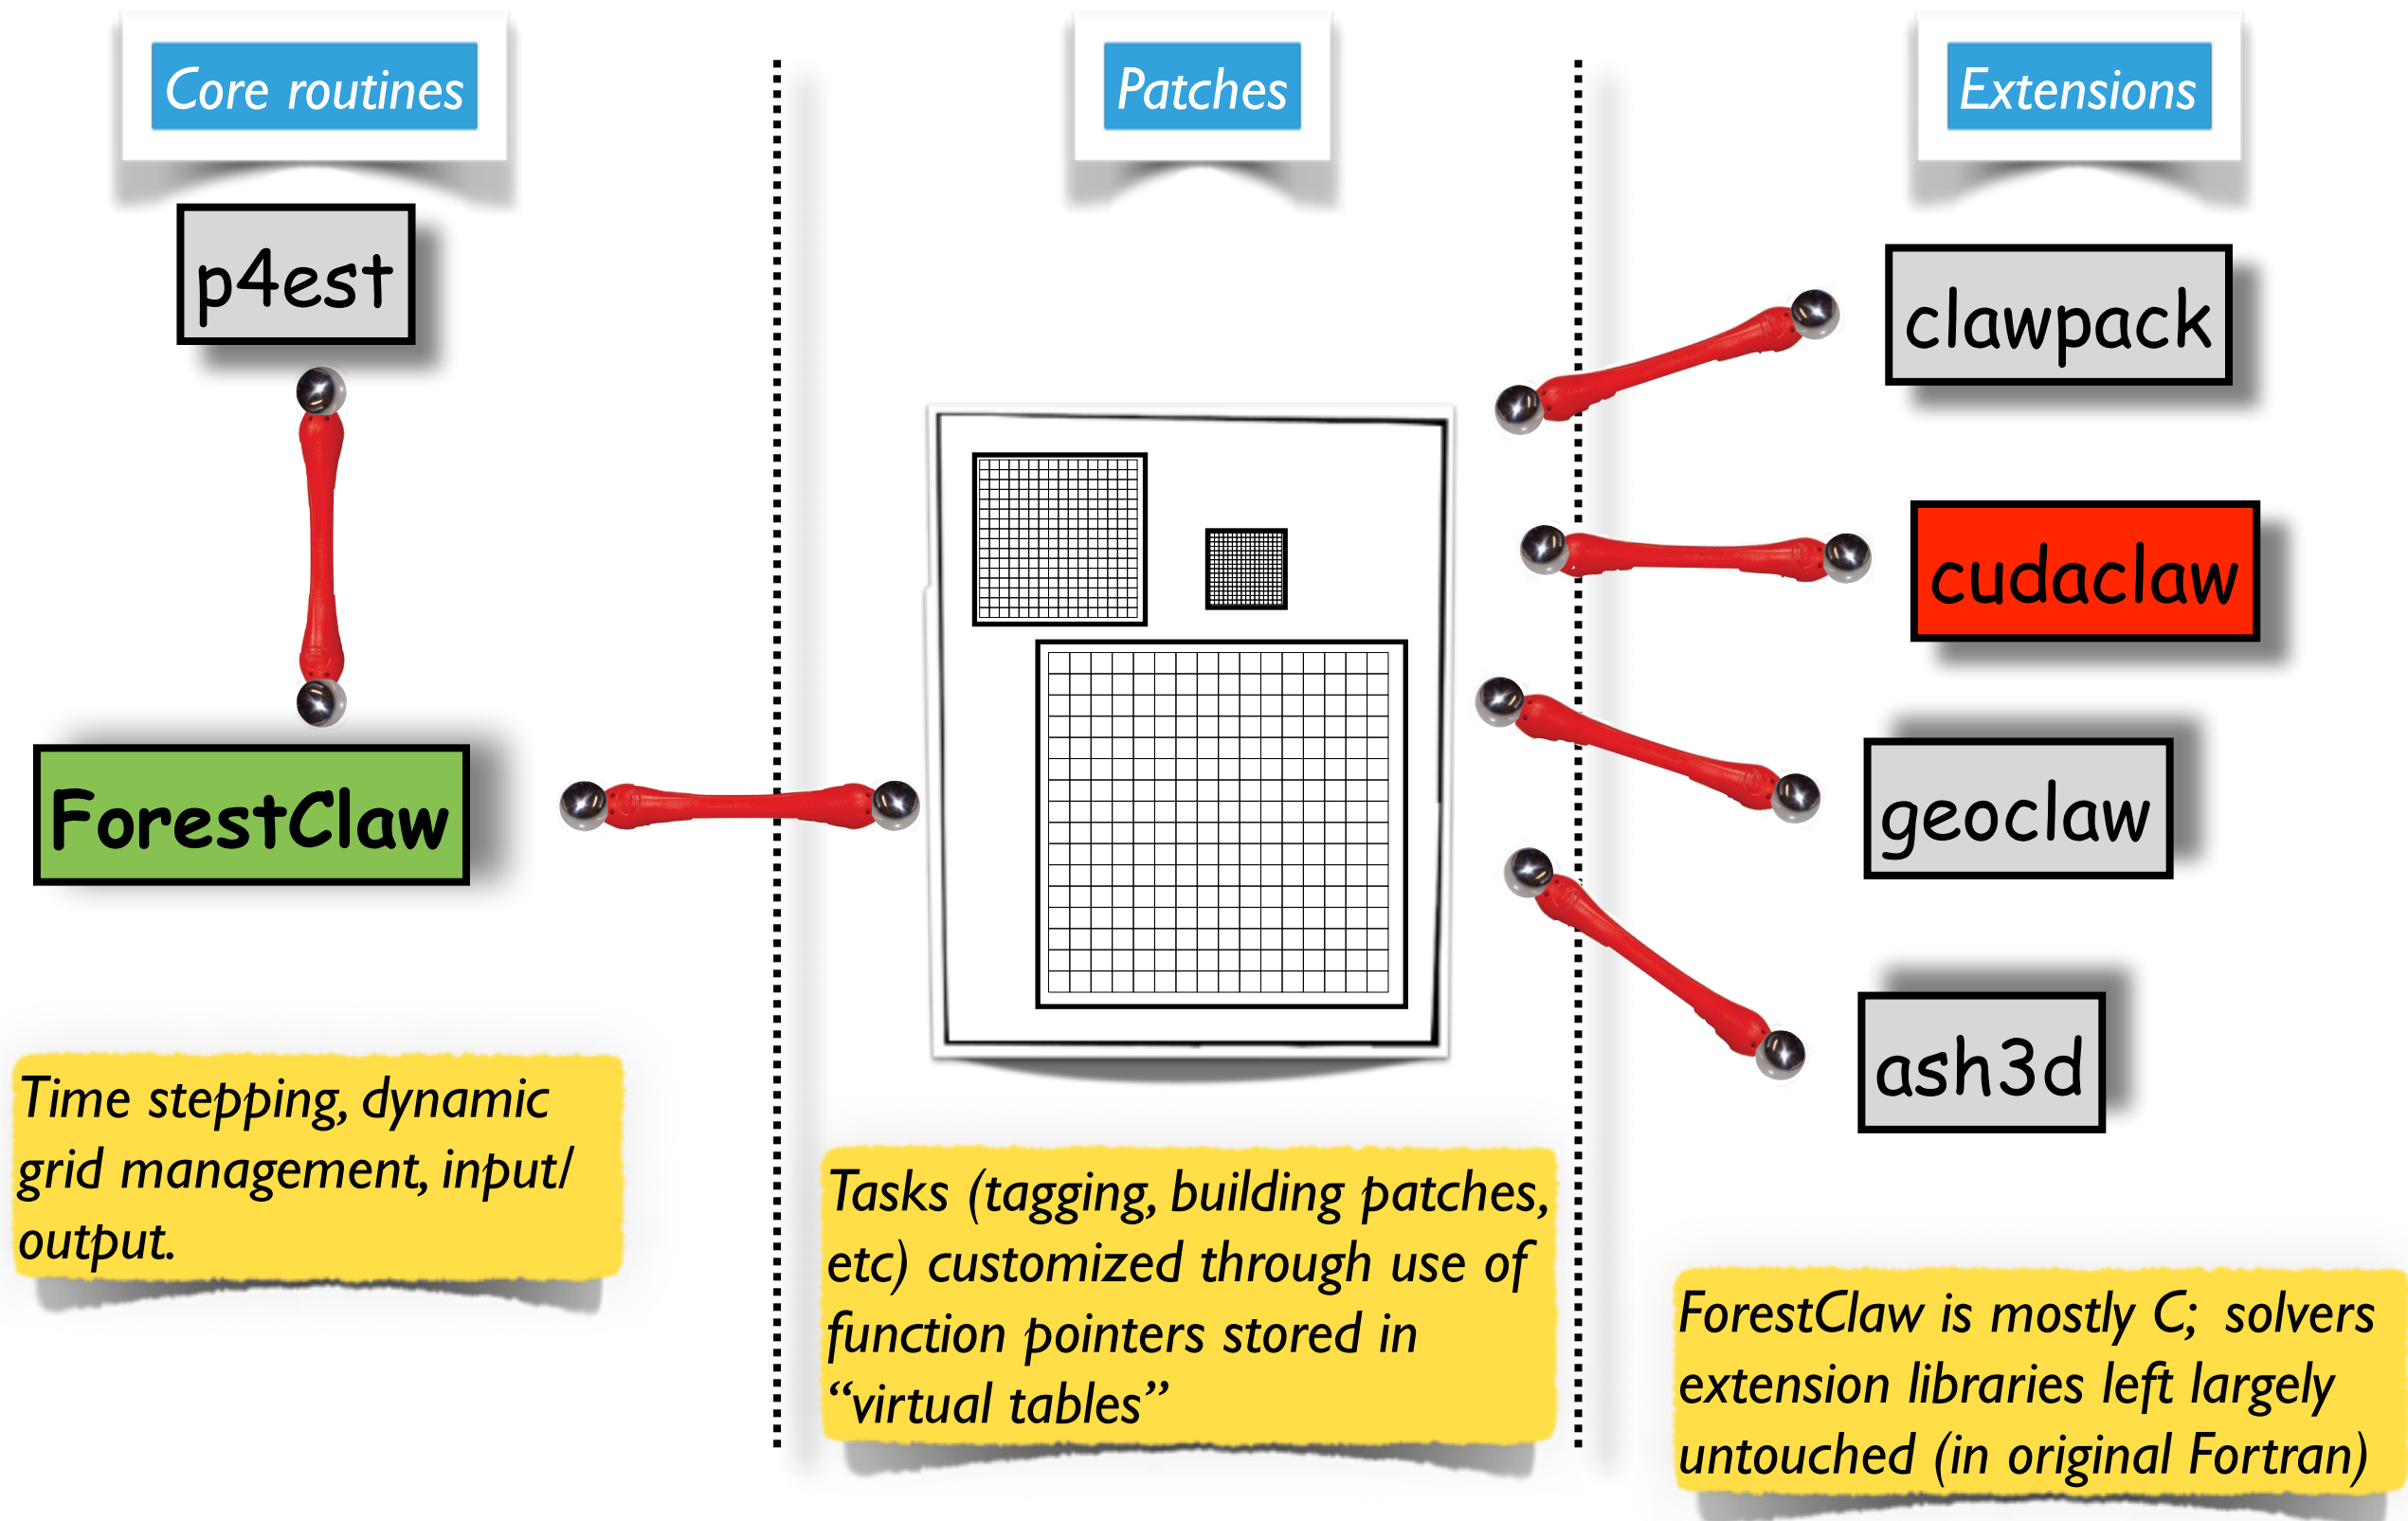 Core routines
p4est
ForestClaw
Time stepping, dynamic
grid management, input/
output.
Patches
Tasks (tagging, building patches,
etc) customized through use of
function pointers stored in
“virtual tables”
Extensions
clawpack
cudaclaw
geoclaw
ash3d
ForestClaw is mostly C; solvers
extension libraries left largely
untouched (in original Fortran)